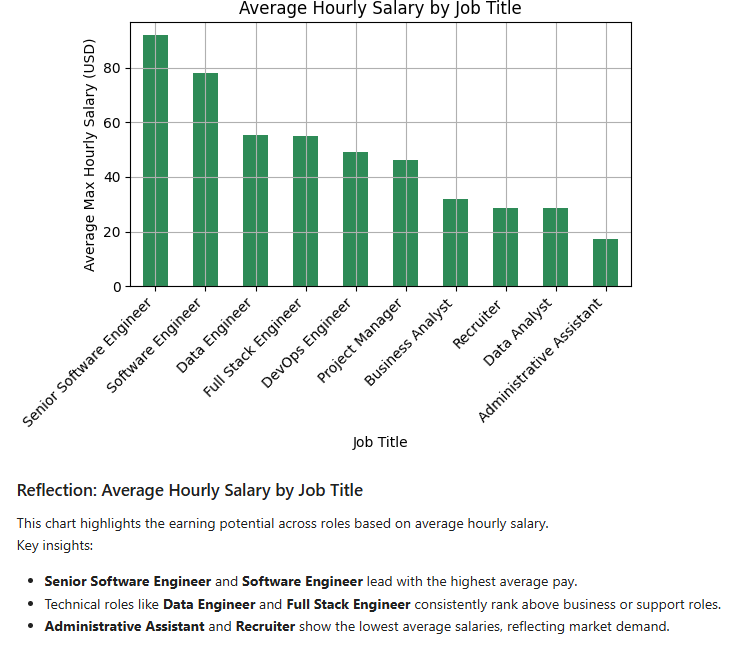 Average Hourly Salary by Job Title
Average Max Hourly Salary (USD)
80
60
40
20
0
Senior Software Engineer
Software Engineer
Data Engineer
Full Stack Engineer
DevOps Engineer
Project Manager
Business Analyst
Recruiter
Data Analyst
Administrative Assistant
Job Title
Reflection: Average Hourly Salary by Job Title
This chart highlights the earning potential across roles based on average hourly salary.
Key insights:
• Senior Software Engineer and Software Engineer lead with the highest average pay.
• Technical roles like Data Engineer and Full Stack Engineer consistently rank above business or support roles.
• Administrative Assistant and Recruiter show the lowest average salaries, reflecting market demand.